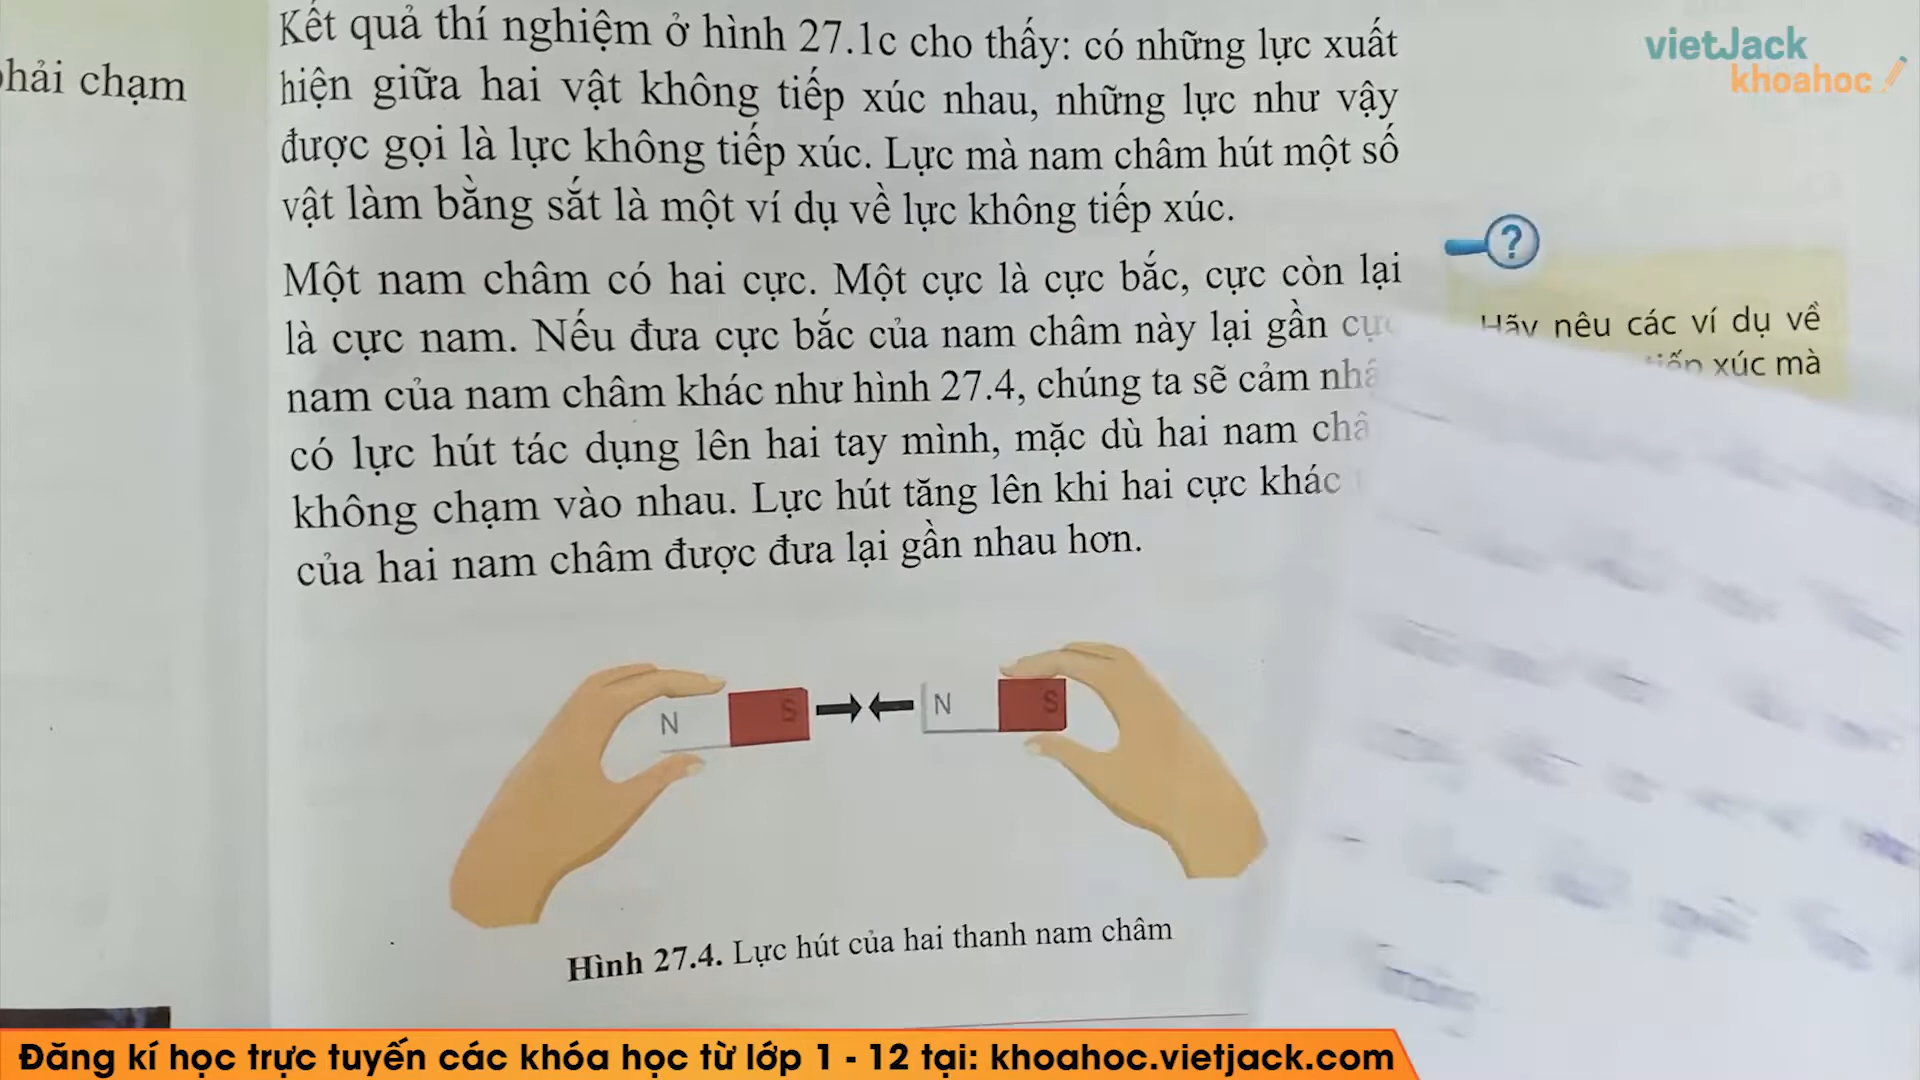 phải chạm
Kết quả thí nghiệm ở hình 27.1c cho thấy: có những lực xuất
hiện giữa hai vật không tiếp xúc nhau, những lực như vậy
được gọi là lực không tiếp xúc. Lực mà nam châm hút một số
vật làm bằng sắt là một ví dụ về lực không tiếp xúc.
Một nam châm có hai cực. Một cực là cực bắc, cực còn lại
là cực nam. Nếu đưa cực bắc của nam châm này lại gần
nam của nam châm khác như hình 27.4, chúng ta sẽ cảm
có lực hút tác dụng lên hai tay mình, mặc dù hai nam
không chạm vào nhau. Lực hút tăng lên khi hai cực khác
của hai nam châm được đưa lại gần nhau hơn.
N S N S
Hình 27.4. Lực hút của hai thanh nam châm
vietJack
khoahoc
?
Hãy nêu các ví dụ về
xúc mà
Đăng kí học trực tuyến các khóa học từ lớp 1 - 12 tại: khoahoc.vietjack.com